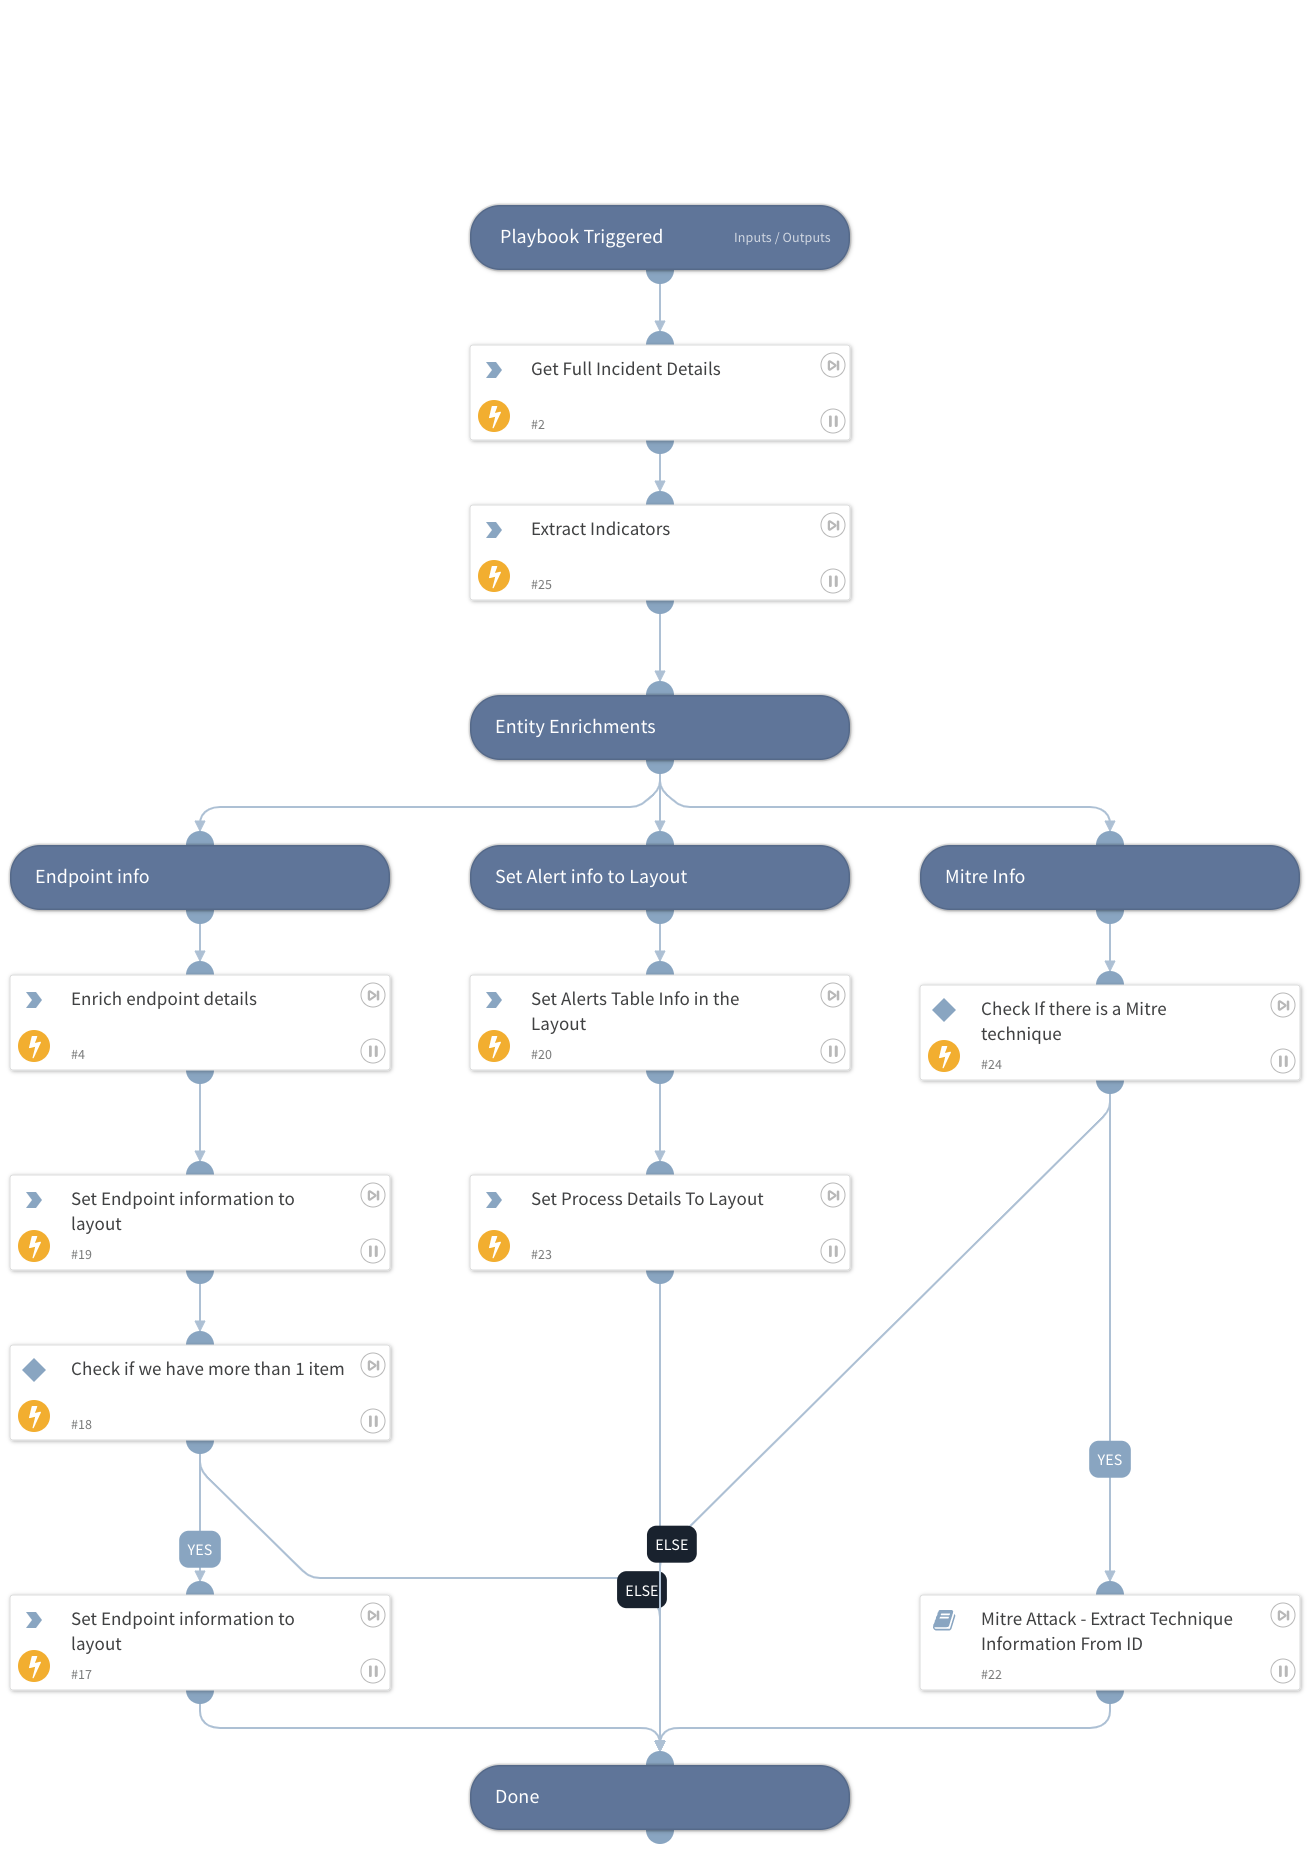 Playbook Triggered
Inputs / Outputs
Get Full Incident Details
#2
Extract Indicators
#25
Entity Enrichments
Endpoint info
Set Alert info to Layout
Mitre Info
Enrich endpoint details
#4
Set Alerts Table Info in the
Layout
#20
Check If there is a Mitre
technique
#24
Set Endpoint information to
layout
#19
Set Process Details To Layout
#23
Check if we have more than 1 item
#18
YES
ELSE
YES
ELSE
Set Endpoint information to
layout
#17
Mitre Attack - Extract Technique
Information From ID
#22
Done